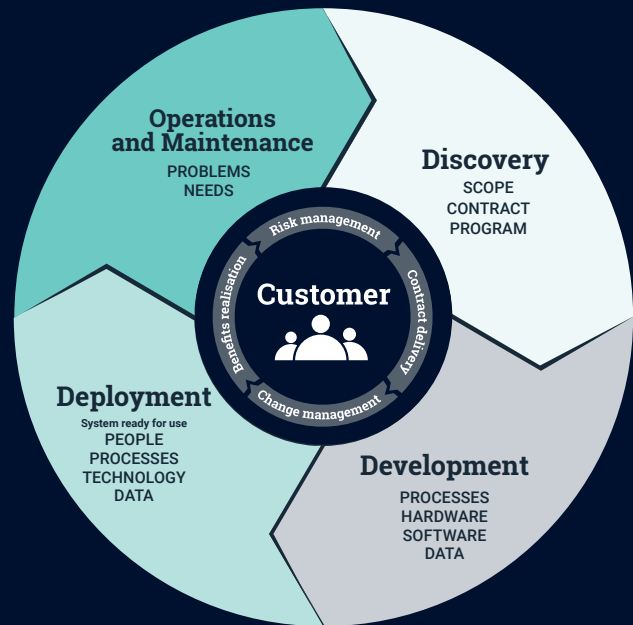 Operations
and Maintenance
PROBLEMS
NEEDS
Discovery
SCOPE
CONTRACT
PROGRAM
Risk management
Contract delivery
Change management
Benefits realisation
Customer
Deployment
System ready for use
PEOPLE
PROCESSES
TECHNOLOGY
DATA
Development
PROCESSES
HARDWARE
SOFTWARE
DATA